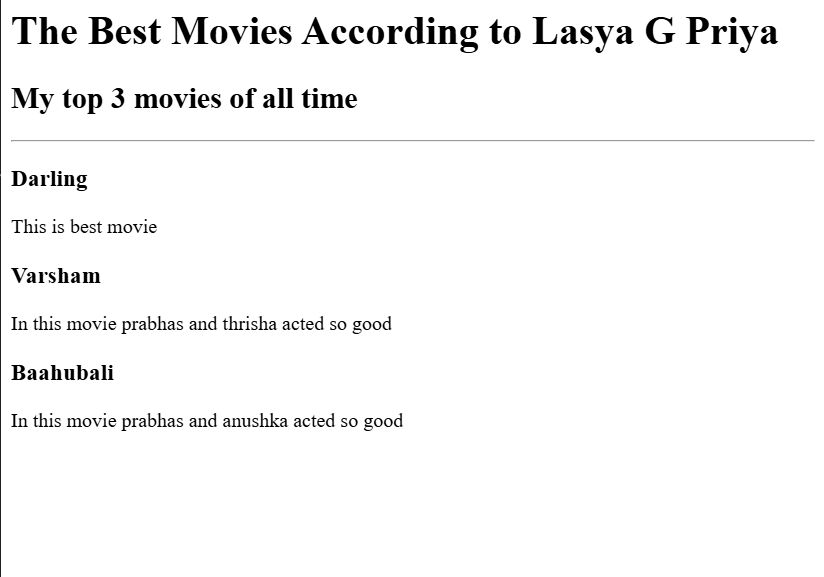 The Best Movies According to Lasya G Priya
My top 3 movies of all time
Darling
This is best movie
Varsham
In this movie prabhas and thrisha acted so good
Baahubali
In this movie prabhas and anushka acted so good